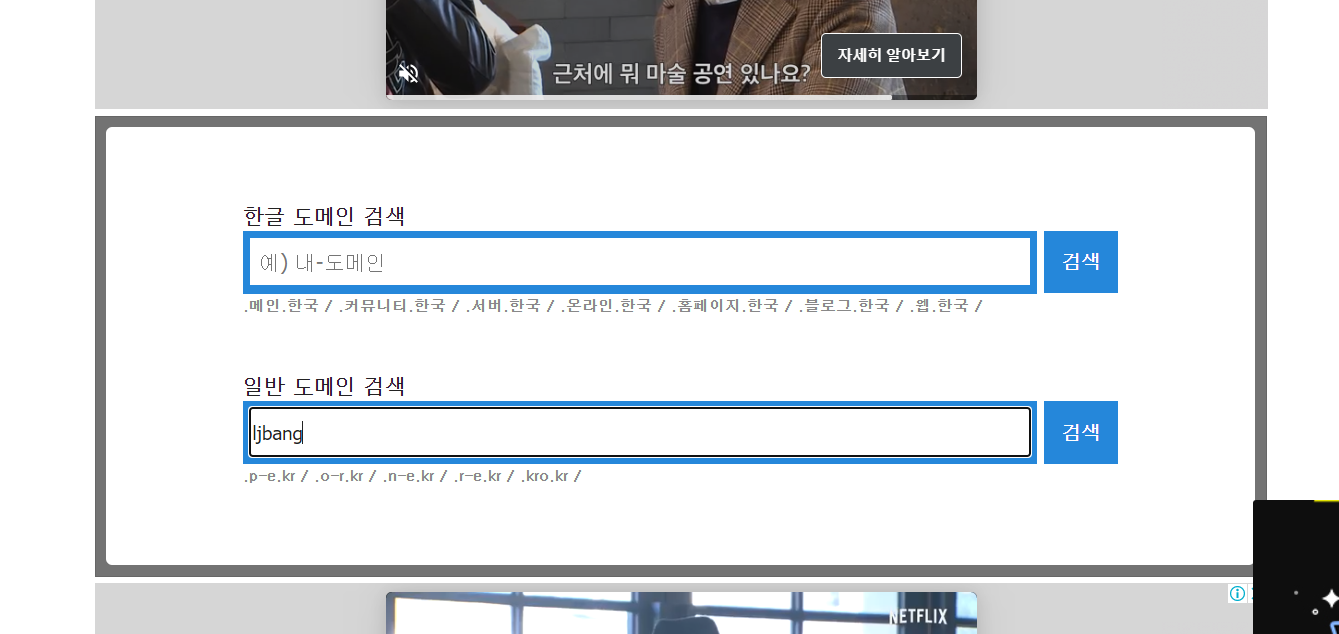 근처에 뭐 마술 공연 있나요?
자세히 알아보기
한글 도메인 검색
예) 내-도메인
검색
.메인.한국 / .커뮤니티.한국 / .서버.한국 / .온라인.한국 / .홈페이지.한국 / .블로그.한국 / .웹.한국 /
일반 도메인 검색
ljbang
검색
.p-e.kr / .o-r.kr / .n-e.kr / .r-e.kr / .kro.kr /
NETFLIX